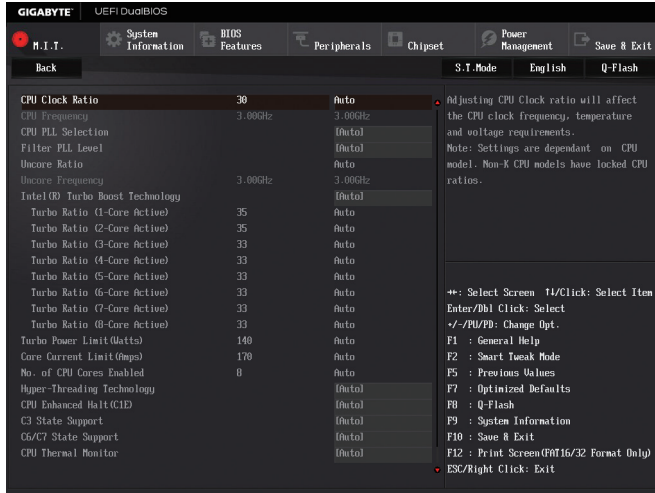 GIGABYTE™ UEFI DualBIOS
M.I.T.
System Information
BIOS Features
Peripherals
Chipset
Power Management
Save & Exit
Back
S.T.Mode English Q-Flash
CPU Clock Ratio 30 Auto
CPU Frequency 3.00GHz 3.00GHz
CPU PLL Selection [Auto]
Filter PLL Level [Auto]
Uncore Ratio Auto
Uncore Frequency 3.00GHz 3.00GHz
Intel(R) Turbo Boost Technology [Auto]
Turbo Ratio (1-Core Active) 35 Auto
Turbo Ratio (2-Core Active) 35 Auto
Turbo Ratio (3-Core Active) 33 Auto
Turbo Ratio (4-Core Active) 33 Auto
Turbo Ratio (5-Core Active) 33 Auto
Turbo Ratio (6-Core Active) 33 Auto
Turbo Ratio (7-Core Active) 33 Auto
Turbo Ratio (8-Core Active) 33 Auto
Turbo Power Limit(Watts) 140 Auto
Core Current Limit(Amps) 170 Auto
No. of CPU Cores Enabled 8 Auto
Hyper-Threading Technology [Auto]
CPU Enhanced Halt(C1E) [Auto]
C3 State Support [Auto]
C6/C7 State Support [Auto]
CPU Thermal Monitor [Auto]
Adjusting CPU Clock ratio will affect
the CPU clock frequency, temperature
and voltage requirements.
Note: Settings are dependant on CPU
model. Non-K CPU models have locked CPU
ratios.
→←: Select Screen ↑↓/Click: Select Item
Enter/Dbl Click: Select
+/-/PU/PD: Change Opt.
F1 : General Help
F2 : Smart Tweak Mode
F5 : Previous Values
F7 : Optimized Defaults
F8 : Q-Flash
F9 : System Information
F10 : Save & Exit
F12 : Print Screen(FAT16/32 Format Only)
ESC/Right Click: Exit